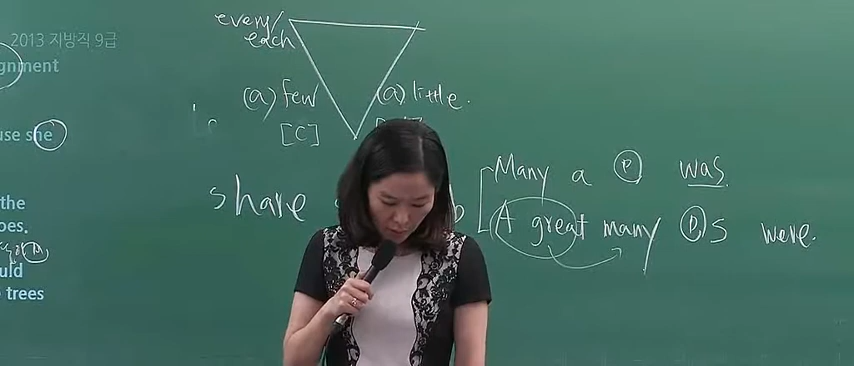 every/
each
2013 지방직 9급
gnment
(a) few
(a) little.
[C]
use she
Many a ⓟ was.
share
A great many ⓟs were.
the
oes.
uld
trees